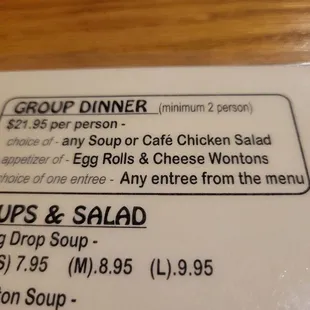 GROUP DINNER (minimum 2 person)
$21.95 per person -
choice of - any Soup or Café Chicken Salad
appetizer of - Egg Rolls & Cheese Wontons
choice of one entree - Any entree from the menu
UPS & SALAD
g Drop Soup -
S) 7.95 (M).8.95 (L).9.95
ton Soup -